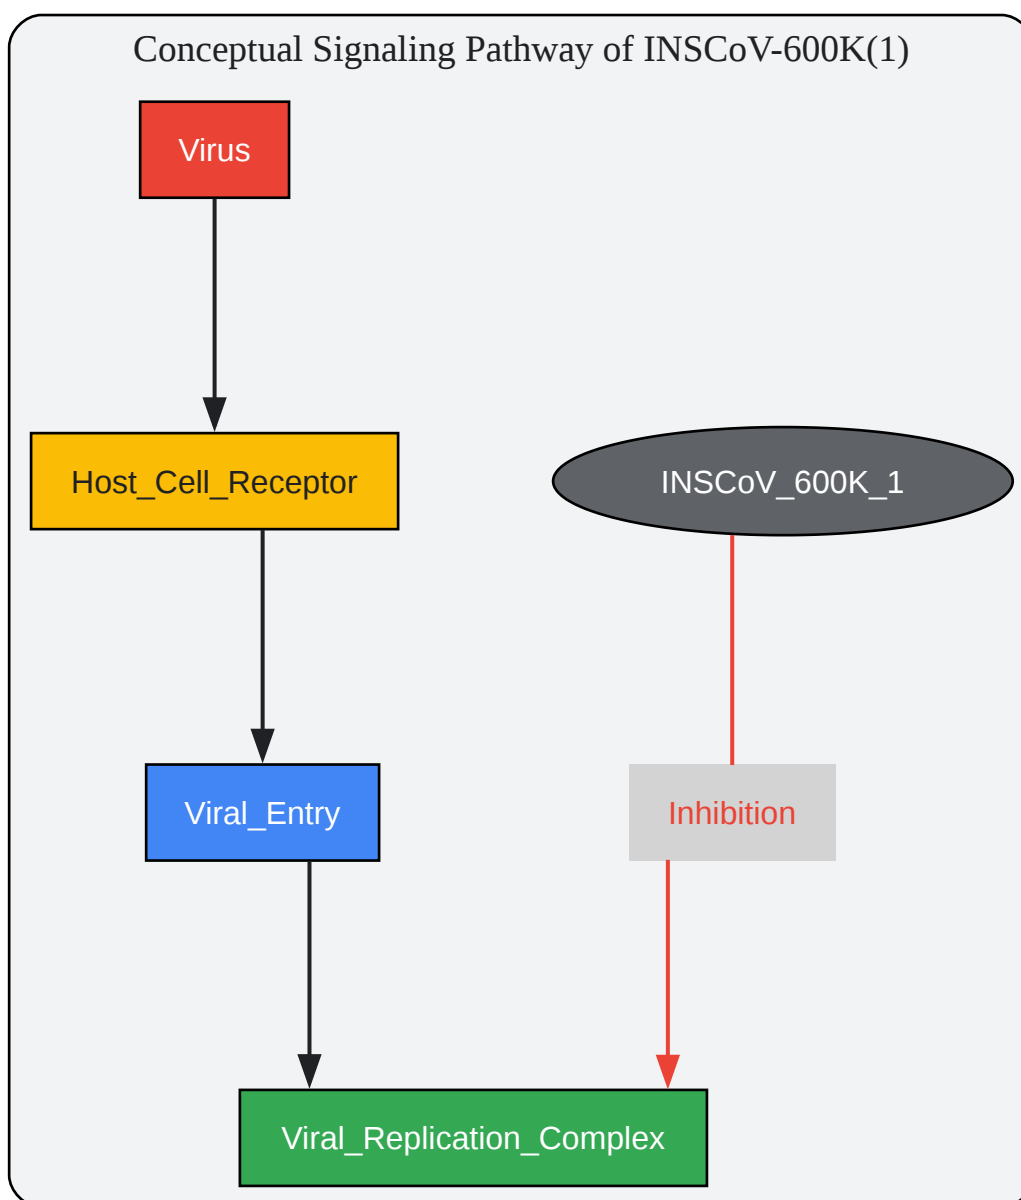 Conceptual Signaling Pathway of INSCoV-600K(1)
Virus
Host_Cell_Receptor
INSCoV_600K_1
Viral_Entry
Inhibition
Viral_Replication_Complex